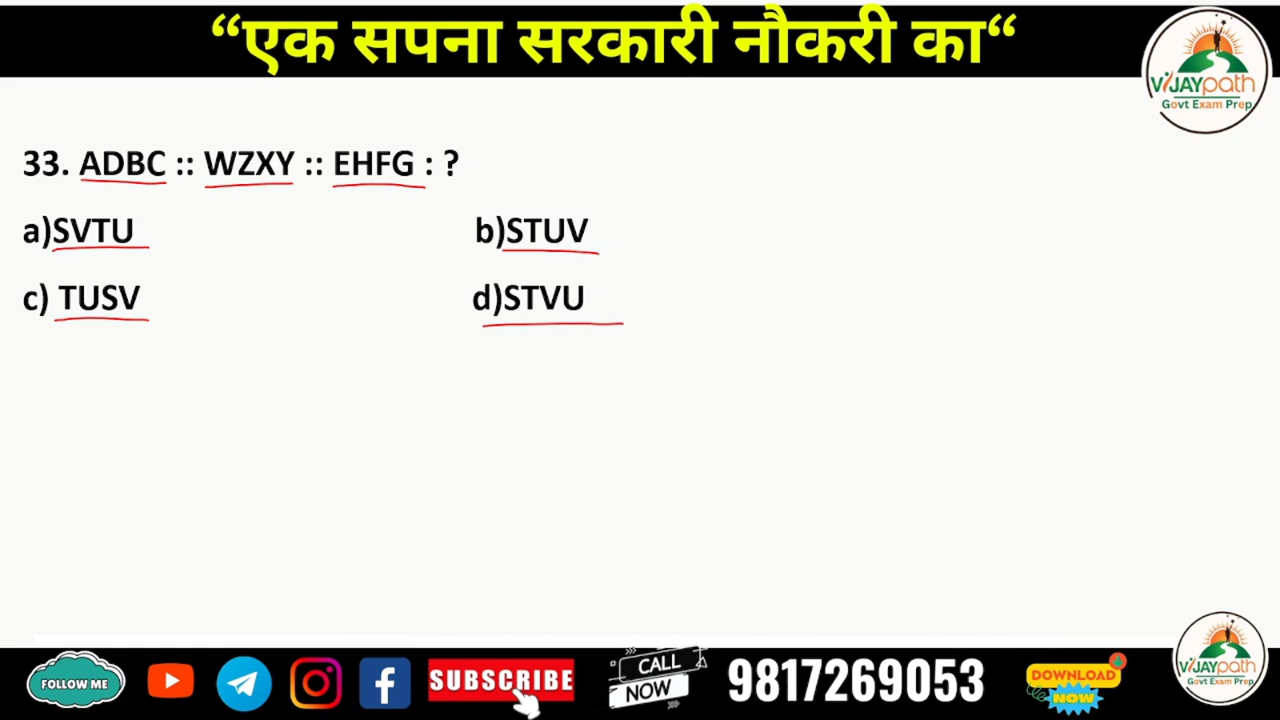 “एक सपना सरकारी नौकरी का“
ViJAYpath
Govt Exam Prep
33. ADBC :: WZXY :: EHFG : ?
a)SVTU b)STUV
c) TUSV d)STVU
FOLLOW ME
SUBSCRIBE
CALL
NOW
9817269053
DOWNLOAD
NOW
ViJAYpath
Govt Exam Prep